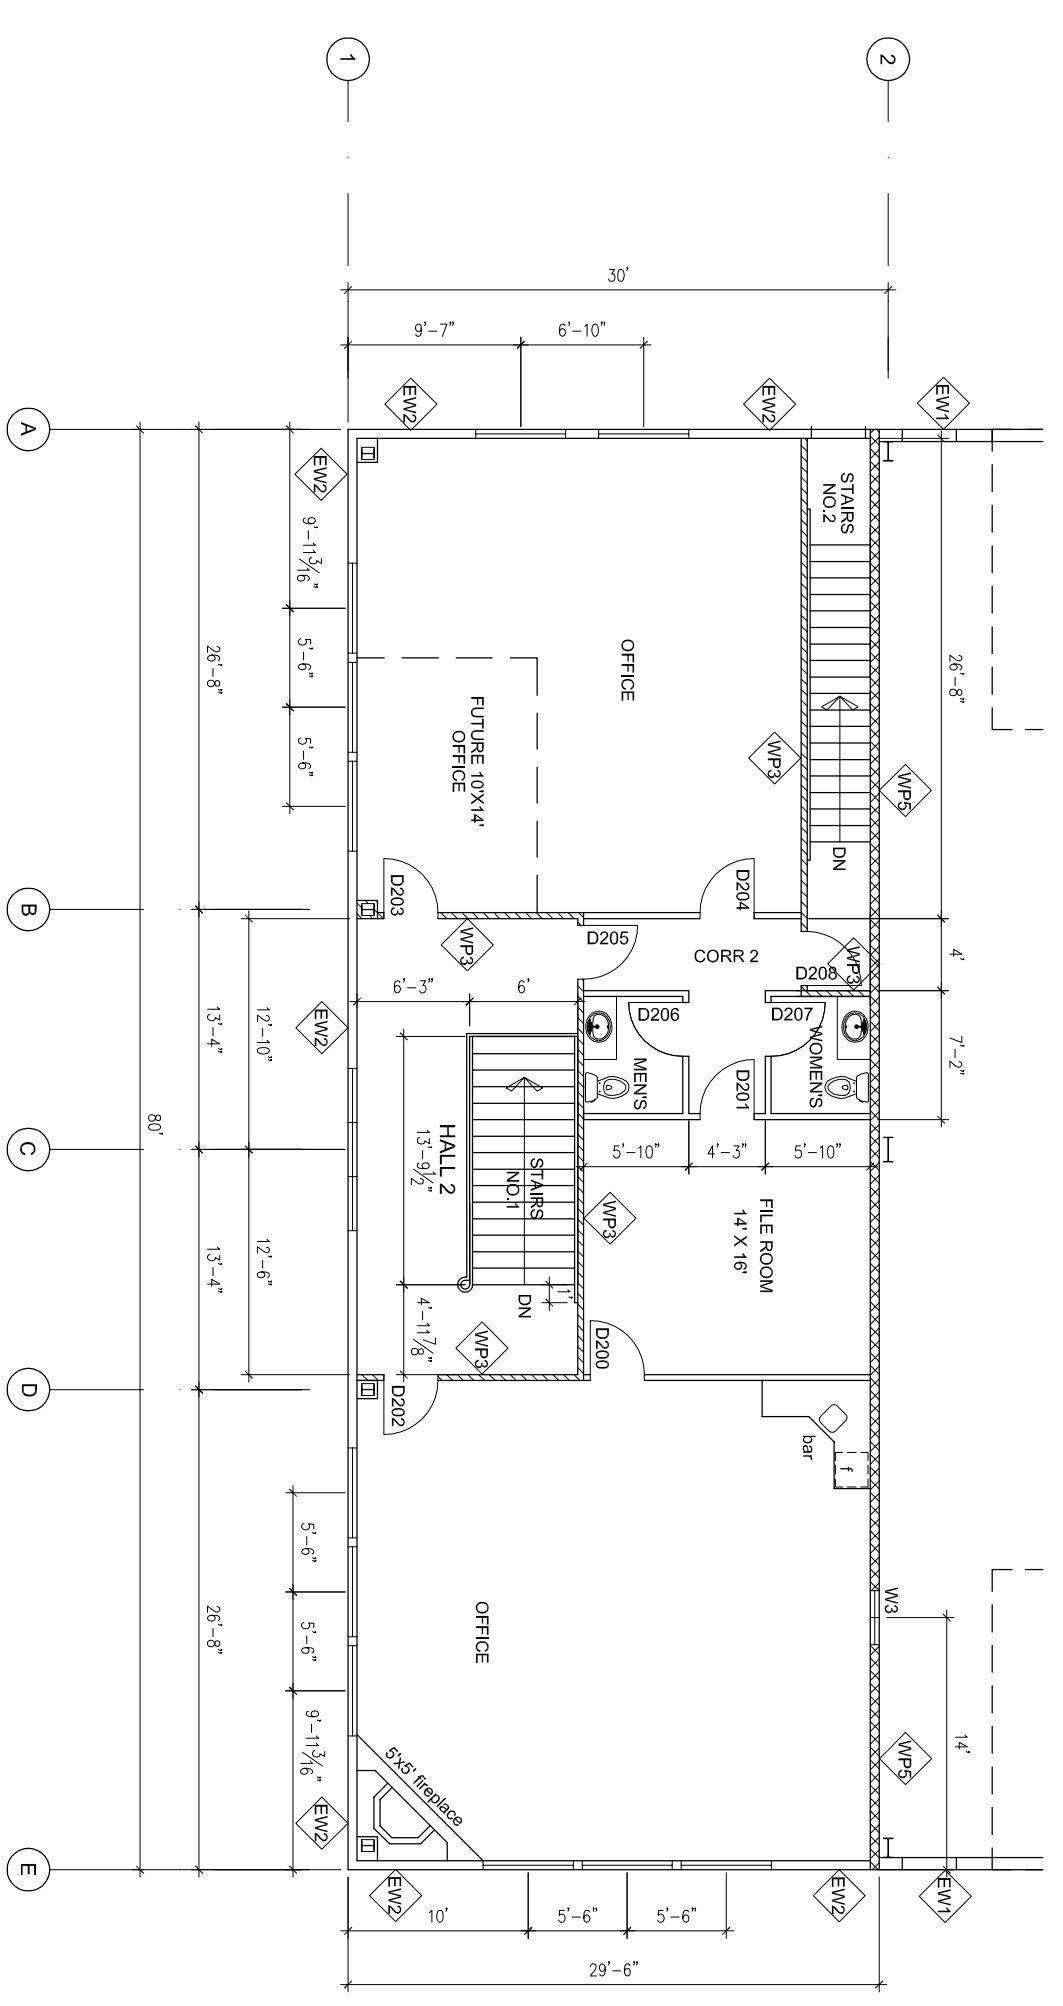 1
2
30'
9'-7"
6'-10"
EW2
EW2
EW1
A
EW2
9'-11 3/16"
5'-6"
5'-6"
26'-8"
STAIRS
NO.2
DN
26'-8"
OFFICE
FUTURE 10'X14'
OFFICE
WP3
WP5
B
D203
D204
D205
WP3
CORR 2
D208
WP3
4'
6'-3"
6'
D206
D207
WOMEN'S
MEN'S
D201
7'-2"
EW2
12'-10"
13'-4"
80'
C
HALL 2
13'-9 1/2"
STAIRS
NO.1
DN
1'
4'-11 7/8"
5'-10"
4'-3"
5'-10"
WP3
FILE ROOM
14' X 16'
12'-6"
13'-4"
WP3
D200
D
D202
bar
f
5'-6"
5'-6"
9'-11 3/16"
26'-8"
OFFICE
W3
14'
WP5
5'x5' fireplace
EW2
E
EW2
EW2
EW1
10'
5'-6"
5'-6"
29'-6"